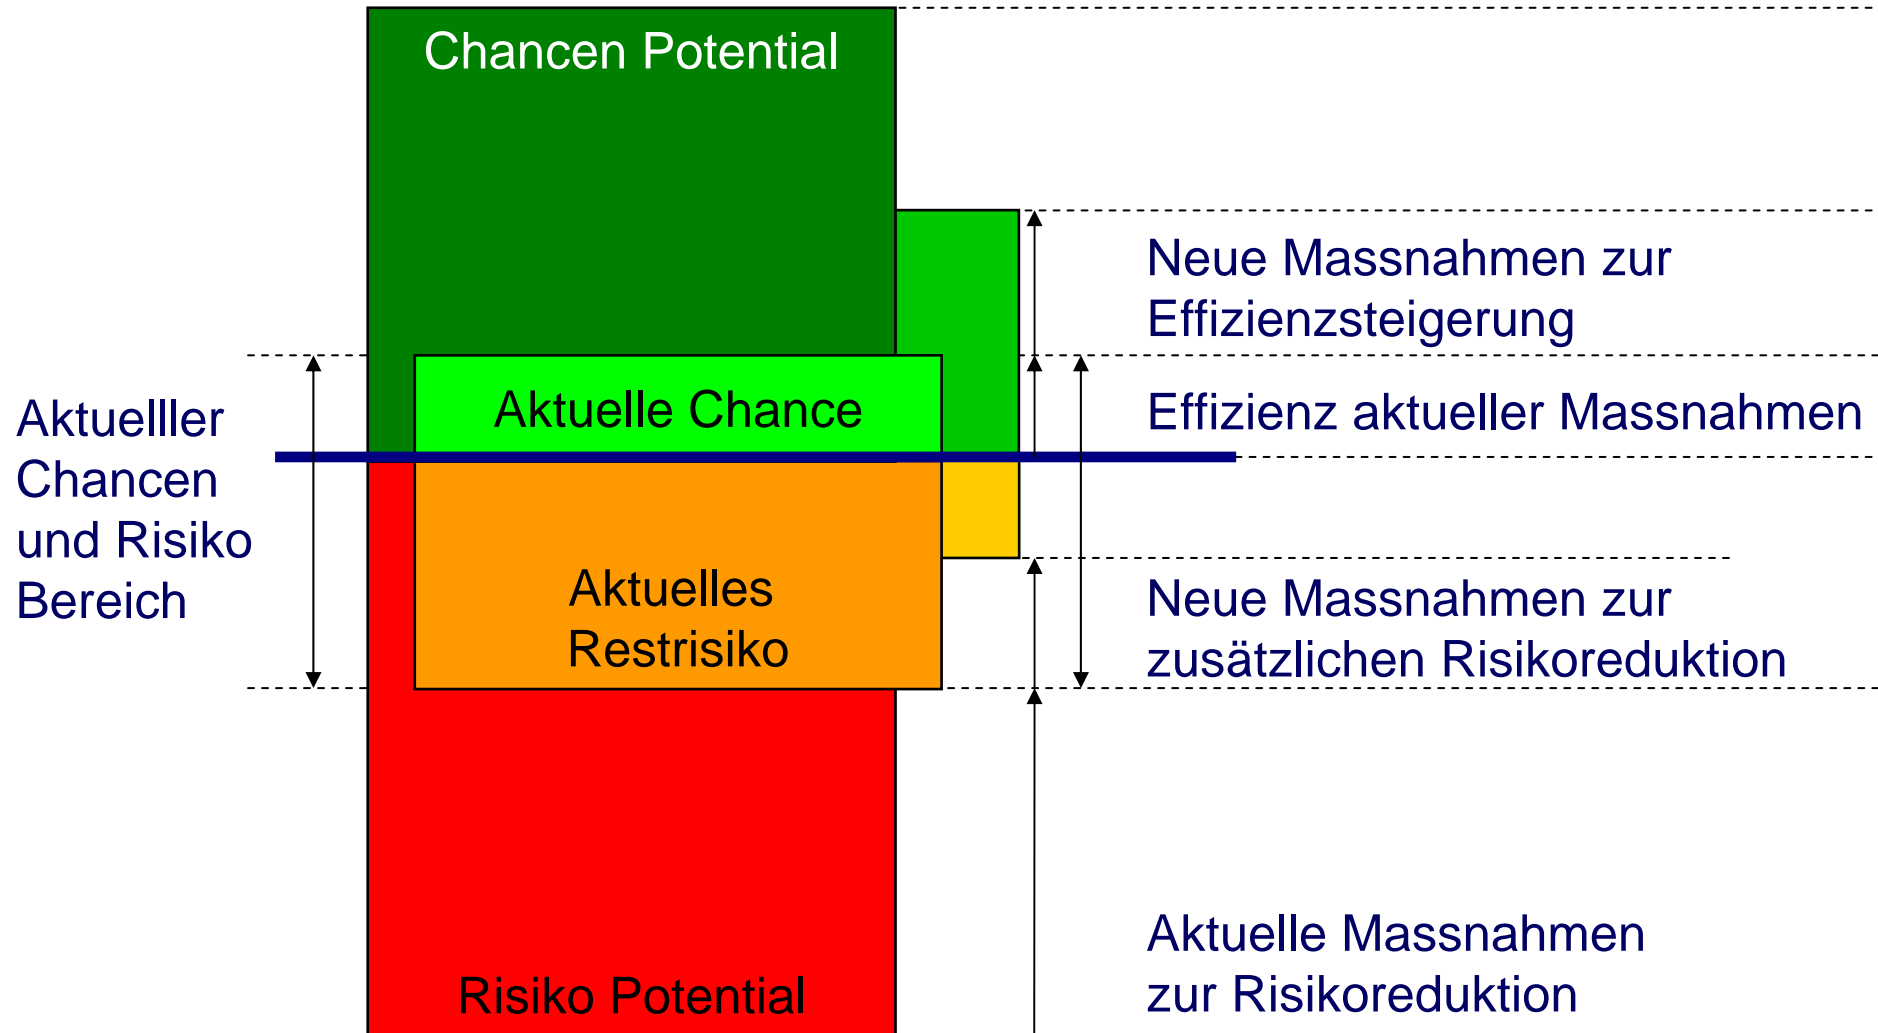 Chancen Potential
Neue Massnahmen zur
Effizienzsteigerung
Aktuelle Chance
Effizienz aktueller Massnahmen
Aktuelller
Chancen
und Risiko
Bereich
Aktuelles
Restrisiko
Neue Massnahmen zur
zusätzlichen Risikoreduktion
Aktuelle Massnahmen
zur Risikoreduktion
Risiko Potential